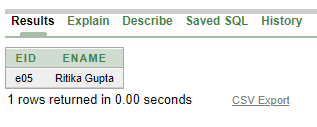 Results Explain Describe Saved SQL History
EID ENAME
e05 Ritika Gupta
1 rows returned in 0.00 seconds CSV Export